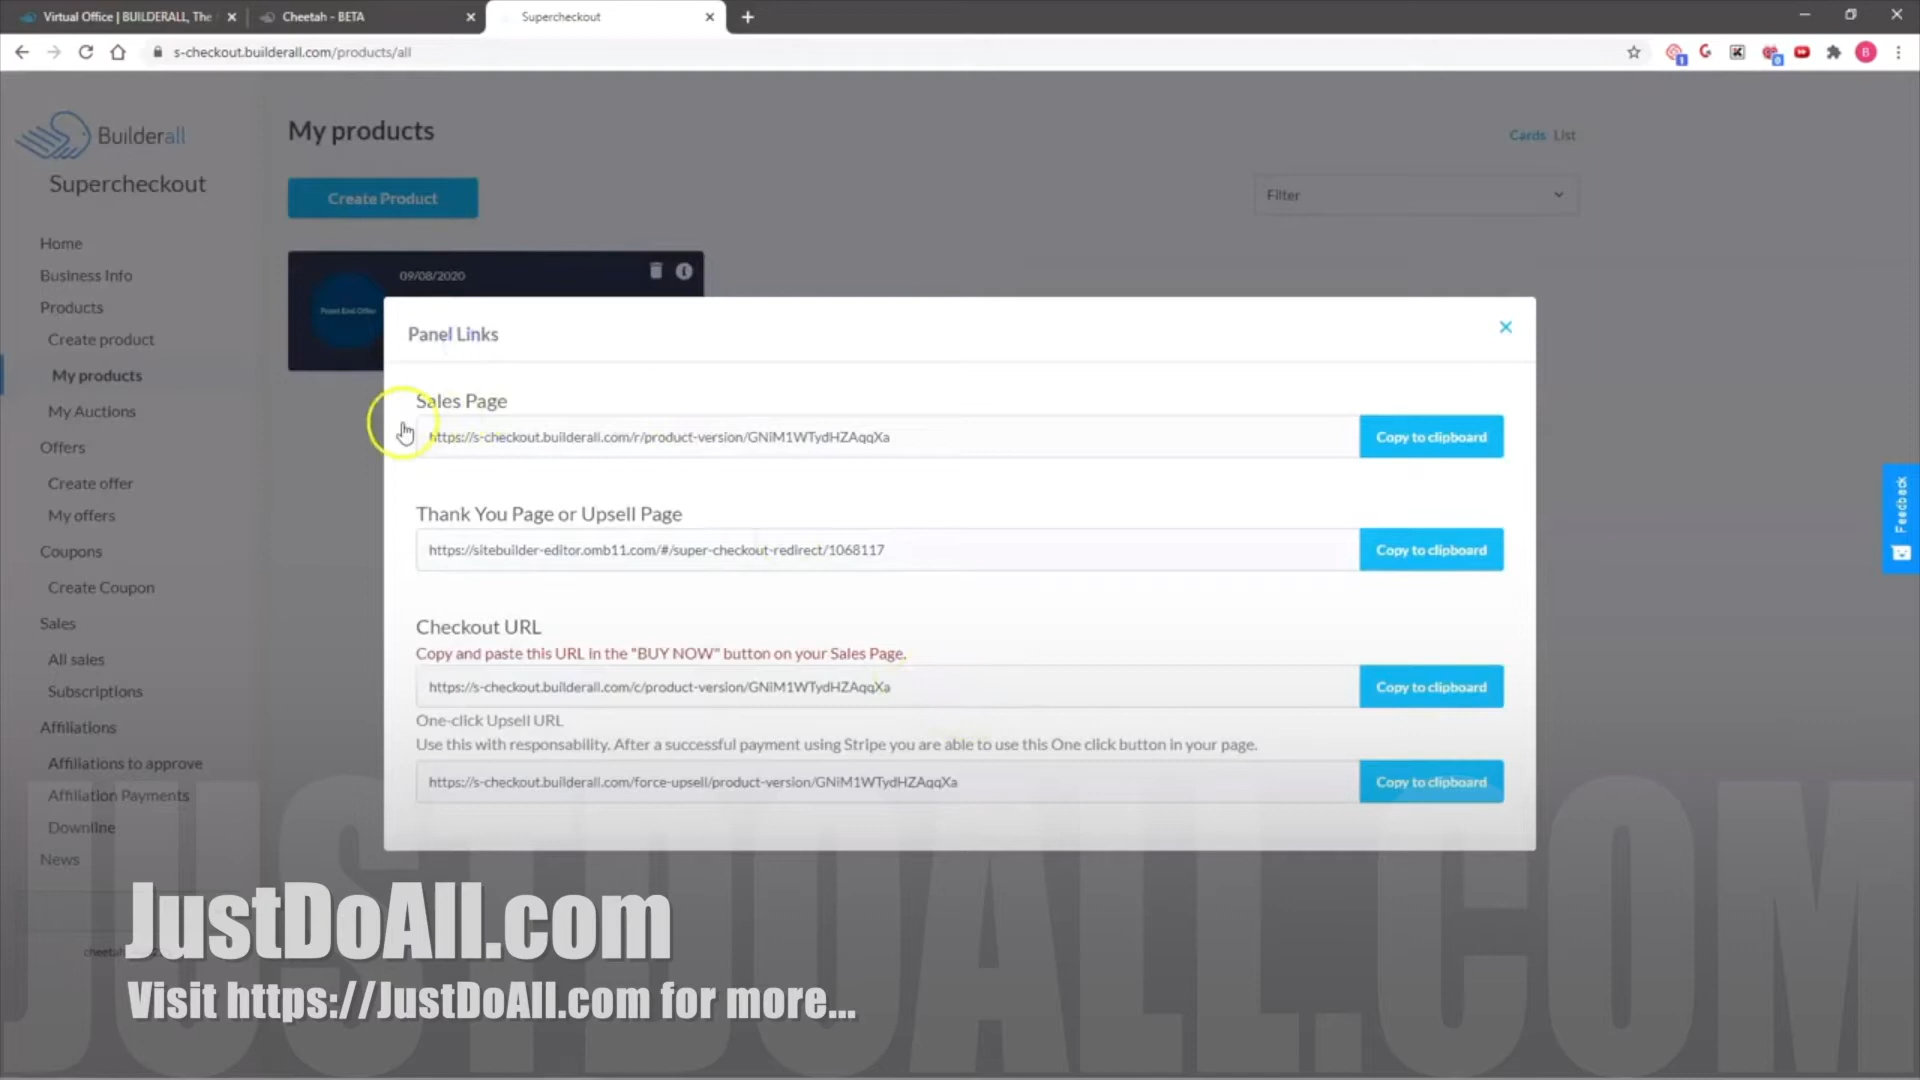 Virtual Office | BUILDERALL, The
Cheetah - BETA
Supercheckout
s-checkout.builderall.com/products/all
B
Builderall
Supercheckout
Home
Business Info
Products
Create product
My products
My Auctions
Offers
Create offer
My offers
Coupons
Create Coupon
Sales
All sales
Subscriptions
Affiliations
Affiliations to approve
Affiliation Payments
Downline
News
My products
Cards List
Create Product
Filter
09/08/2020
Front End Offer
Panel Links
Sales Page
https://s-checkout.builderall.com/r/product-version/GNiM1WTydHZAqqXa
Copy to clipboard
Thank You Page or Upsell Page
https://sitebuilder-editor.omb11.com/#/super-checkout-redirect/1068117
Copy to clipboard
Checkout URL
Copy and paste this URL in the "BUY NOW" button on your Sales Page.
https://s-checkout.builderall.com/c/product-version/GNiM1WTydHZAqqXa
Copy to clipboard
One-click Upsell URL
Use this with responsability. After a successful payment using Stripe you are able to use this One click button in your page.
https://s-checkout.builderall.com/force-upsell/product-version/GNiM1WTydHZAqqXa
Copy to clipboard
Feedback
JUSTDOALL.COM
JustDoAll.com
Visit https://JustDoAll.com for more...